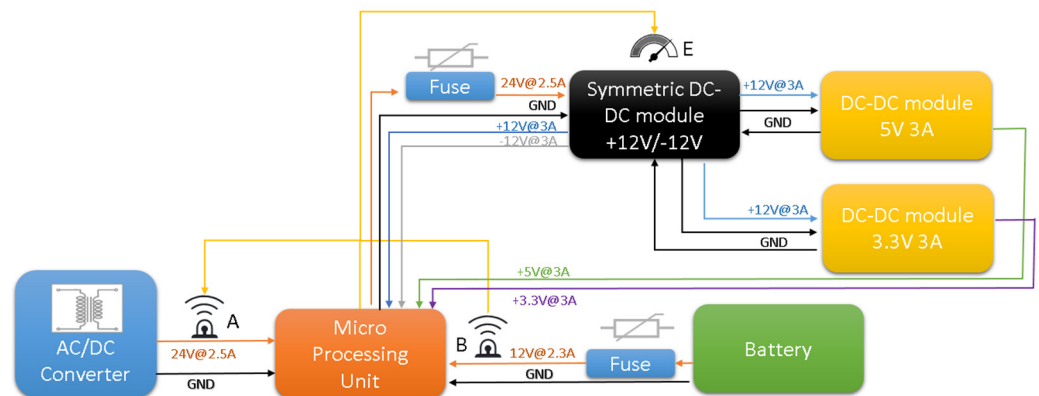 E
Fuse
24V@2.5A
GND
+12V@3A
-12V@3A
Symmetric DC-
DC module
+12V/-12V
+12V@3A
GND
DC-DC module
5V 3A
+12V@3A
GND
DC-DC module
3.3V 3A
+5V@3A
+3.3V@3A
AC/DC
Converter
A
24V@2.5A
GND
Micro
Processing
Unit
B
12V@2.3A
GND
Fuse
Battery